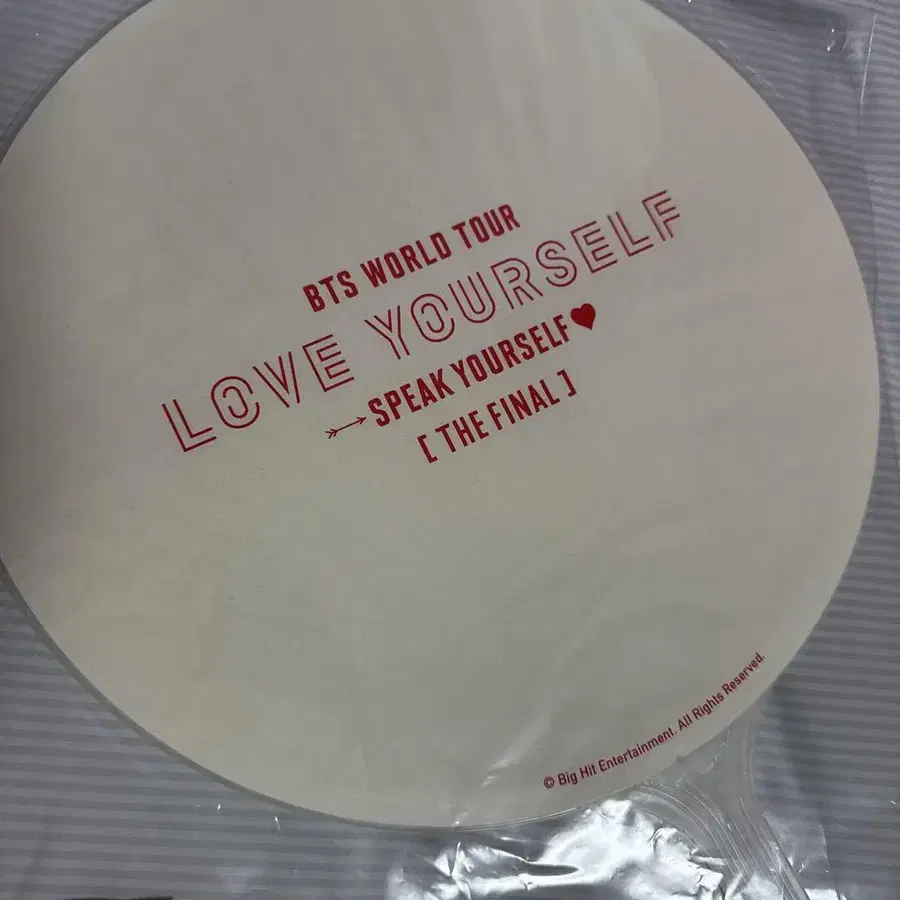 BTS WORLD TOUR
LOVE YOURSELF
SPEAK YOURSELF
[ THE FINAL ]
© Big Hit Entertainment. All Rights Reserved.